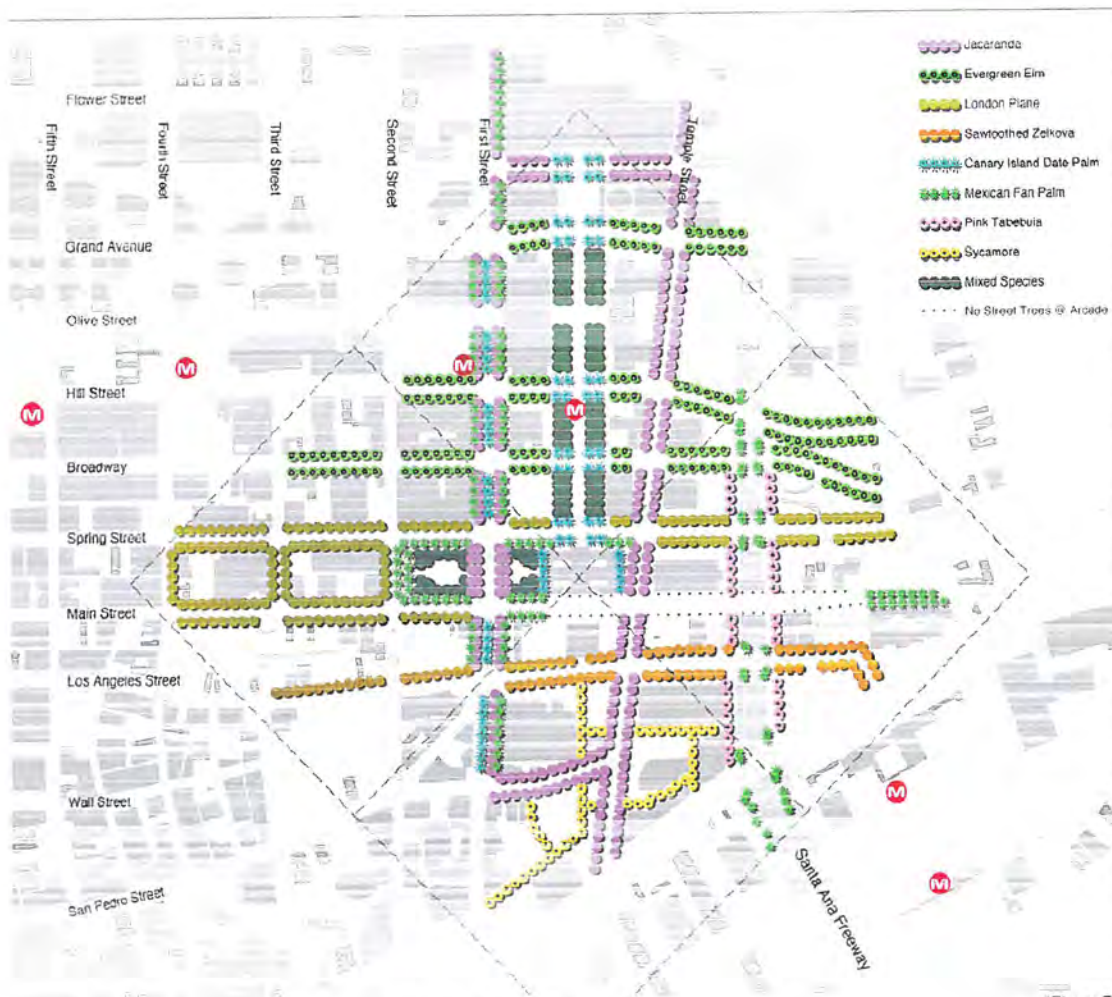 Jacaranda
Evergreen Elm
London Plane
Sawtoothed Zelkova
Canary Island Date Palm
Mexican Fan Palm
Pink Tabebuia
Sycamore
Mixed Species
No Street Trees @ Arcade
Flower Street
Fifth Street
Fourth Street
Third Street
Second Street
First Street
Temple Street
Grand Avenue
Olive Street
M
M
Hill Street
M
M
Broadway
Spring Street
Main Street
Los Angeles Street
Wall Street
M
San Pedro Street
Santa Ana Freeway
M